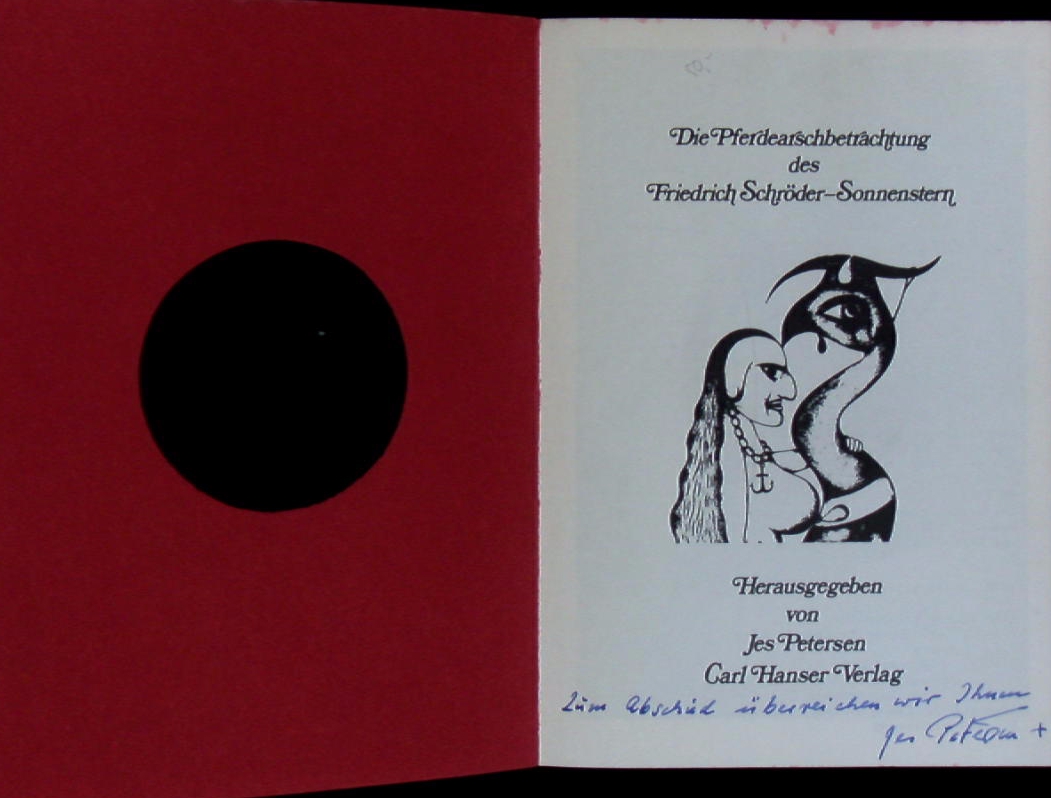 Die Pferdearschbetrachtung
des
Friedrich Schröder–Sonnenstern
Herausgegeben
von
Jes Petersen
Carl Hanser Verlag
Zum Abschied überreichen wir Ihnen
Jes Petersen +